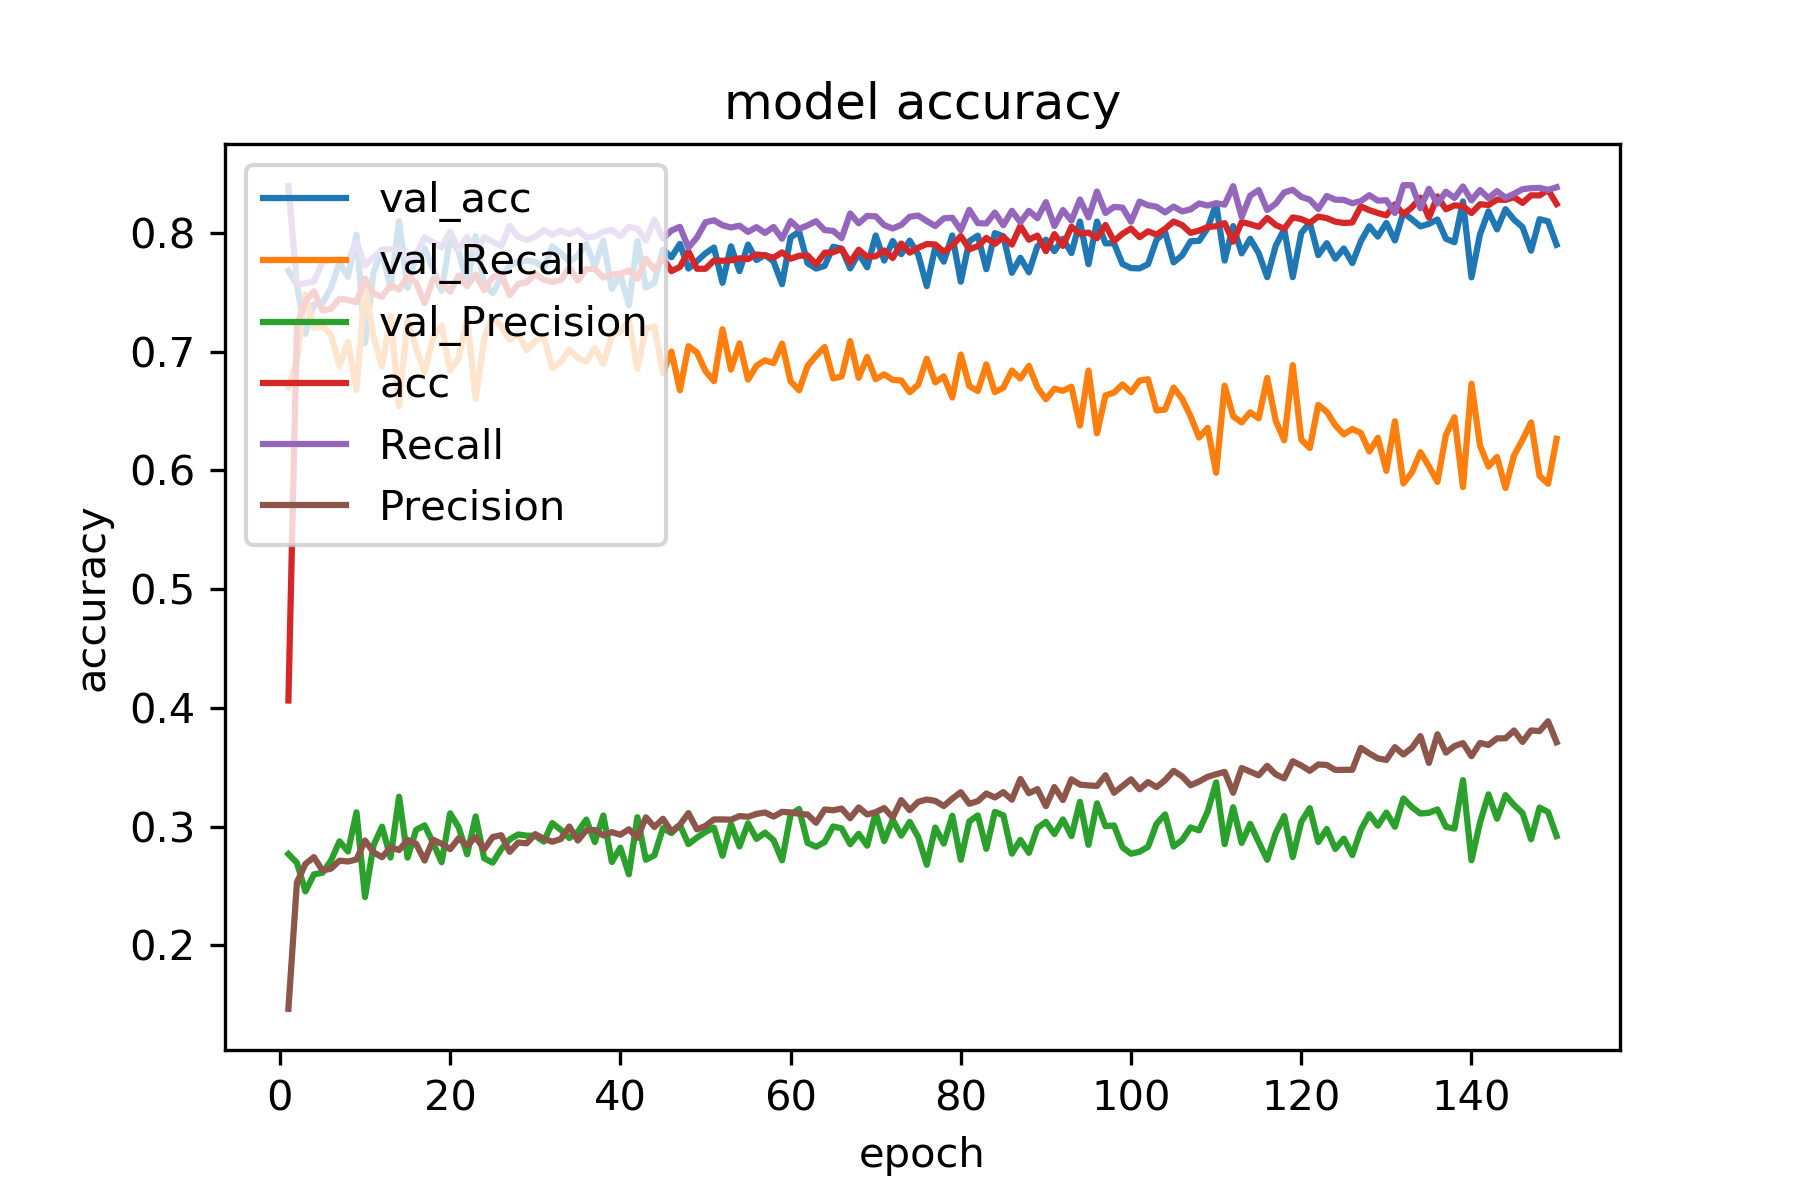 model accuracy
val_acc
val_Recall
val_Precision
acc
Recall
Precision
accuracy
0.8
0.7
0.6
0.5
0.4
0.3
0.2
0 20 40 60 80 100 120 140
epoch